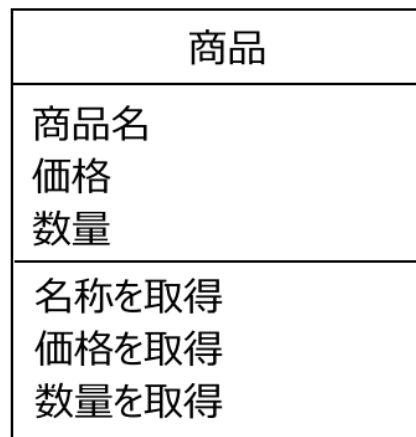 商品
商品名
価格
数量
名称を取得
価格を取得
数量を取得